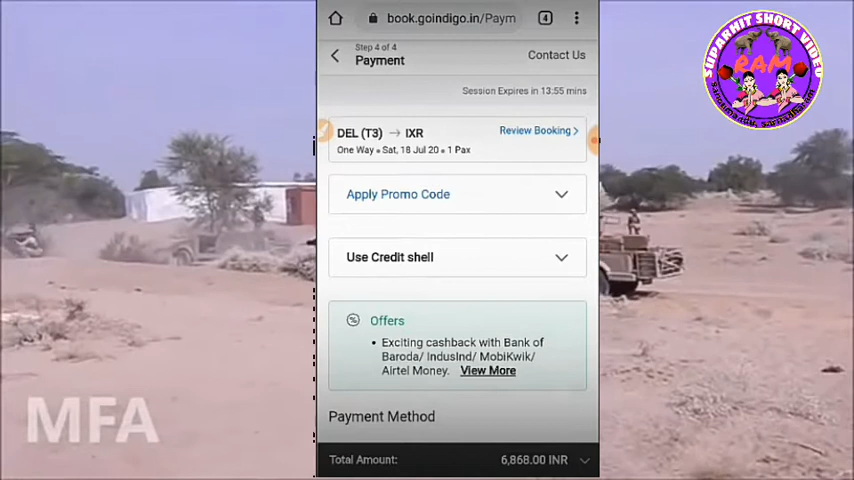 SUPARHIT SHORT VIDEO
RAM
book.goindigo.in/Paym
4
Step 4 of 4
Payment
Contact Us
Session Expires in 13:55 mins
DEL (T3) → IXR
Review Booking >
One Way • Sat, 18 Jul 20 • 1 Pax
Apply Promo Code
Use Credit shell
Offers
• Exciting cashback with Bank of
Baroda/ IndusInd/ MobiKwik/
Airtel Money. View More
Payment Method
Total Amount: 6,868.00 INR
MFA